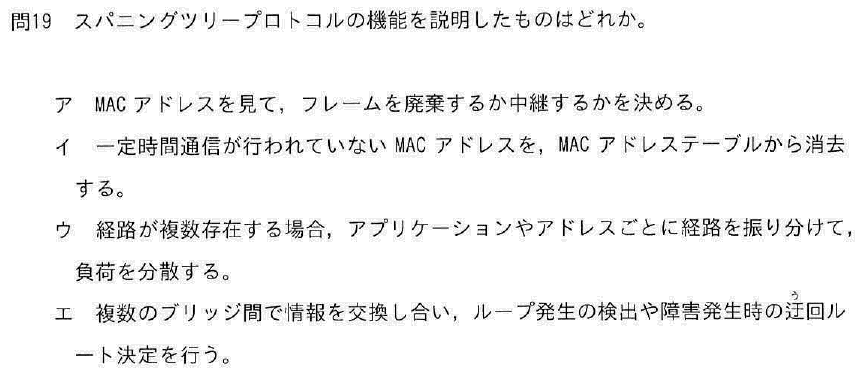 問19 スパニングツリープロトコルの機能を説明したものはどれか。
ア MAC アドレスを見て，フレームを廃棄するか中継するかを決める。
イ 一定時間通信が行われていない MAC アドレスを，MAC アドレステーブルから消去
する。
ウ 経路が複数存在する場合，アプリケーションやアドレスごとに経路を振り分けて，
負荷を分散する。
う
エ 複数のブリッジ間で情報を交換し合い，ループ発生の検出や障害発生時の迂回ル
ート決定を行う。